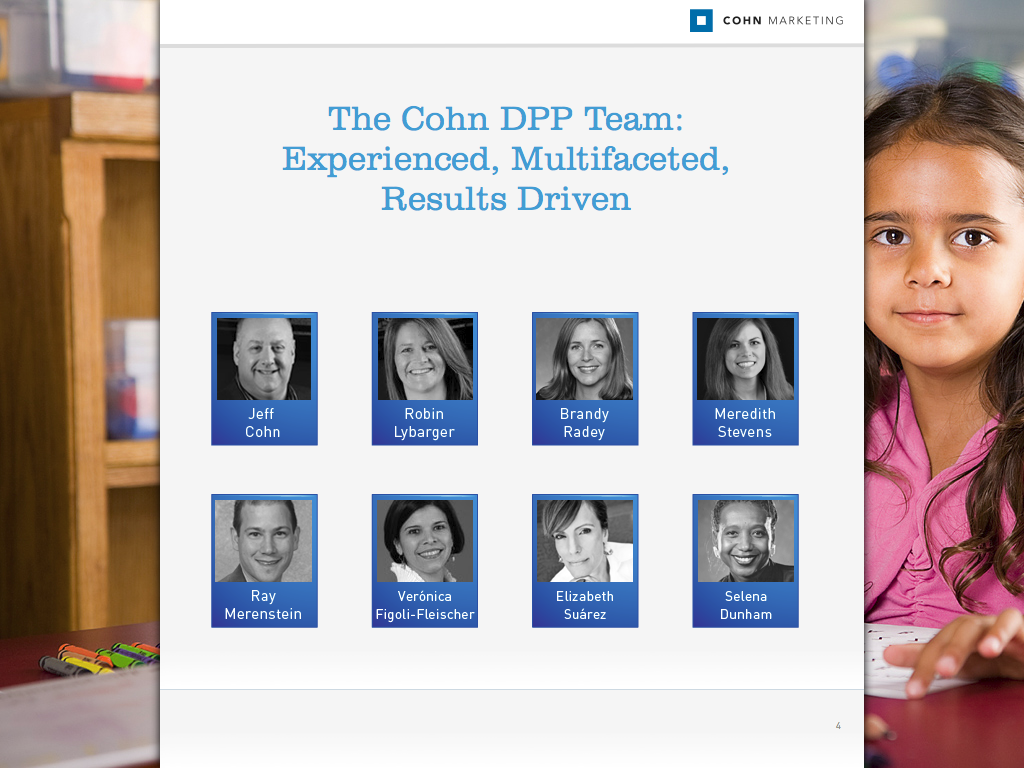 COHN MARKETING
The Cohn DPP Team:
Experienced, Multifaceted,
Results Driven
Jeff
Cohn
Robin
Lybarger
Brandy
Radey
Meredith
Stevens
Ray
Merenstein
Verónica
Figoli-Fleischer
Elizabeth
Suárez
Selena
Dunham
4